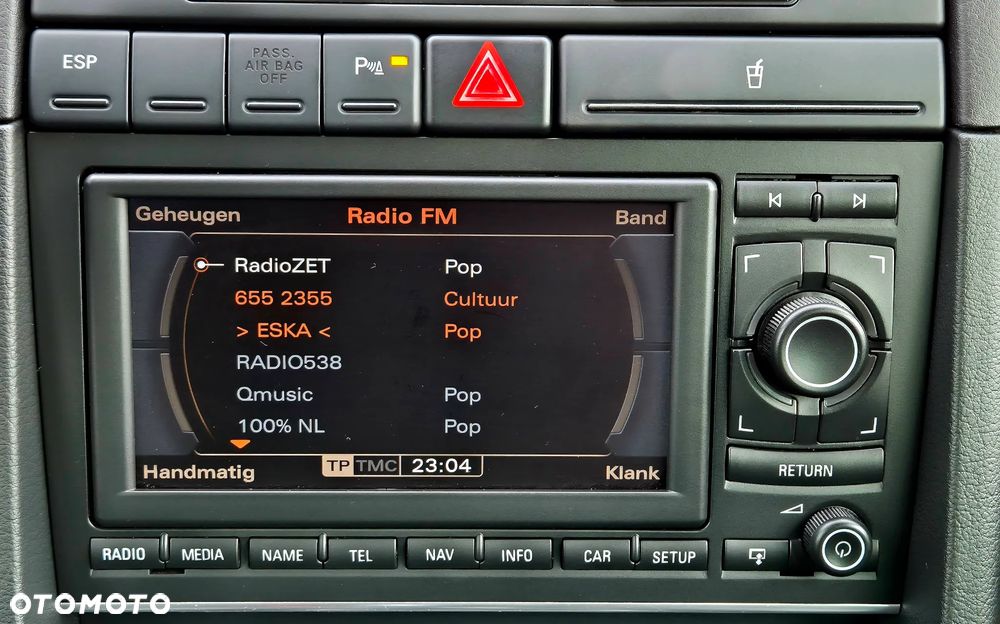 ESP
PASS.
AIR BAG
OFF
P
Geheugen Radio FM Band
RadioZET Pop
655 2355 Cultuur
> ESKA < Pop
RADIO538
Qmusic Pop
100% NL Pop
Handmatig TP TMC 23:04 Klank
RETURN
RADIO MEDIA NAME TEL NAV INFO CAR SETUP
OTOMOTO